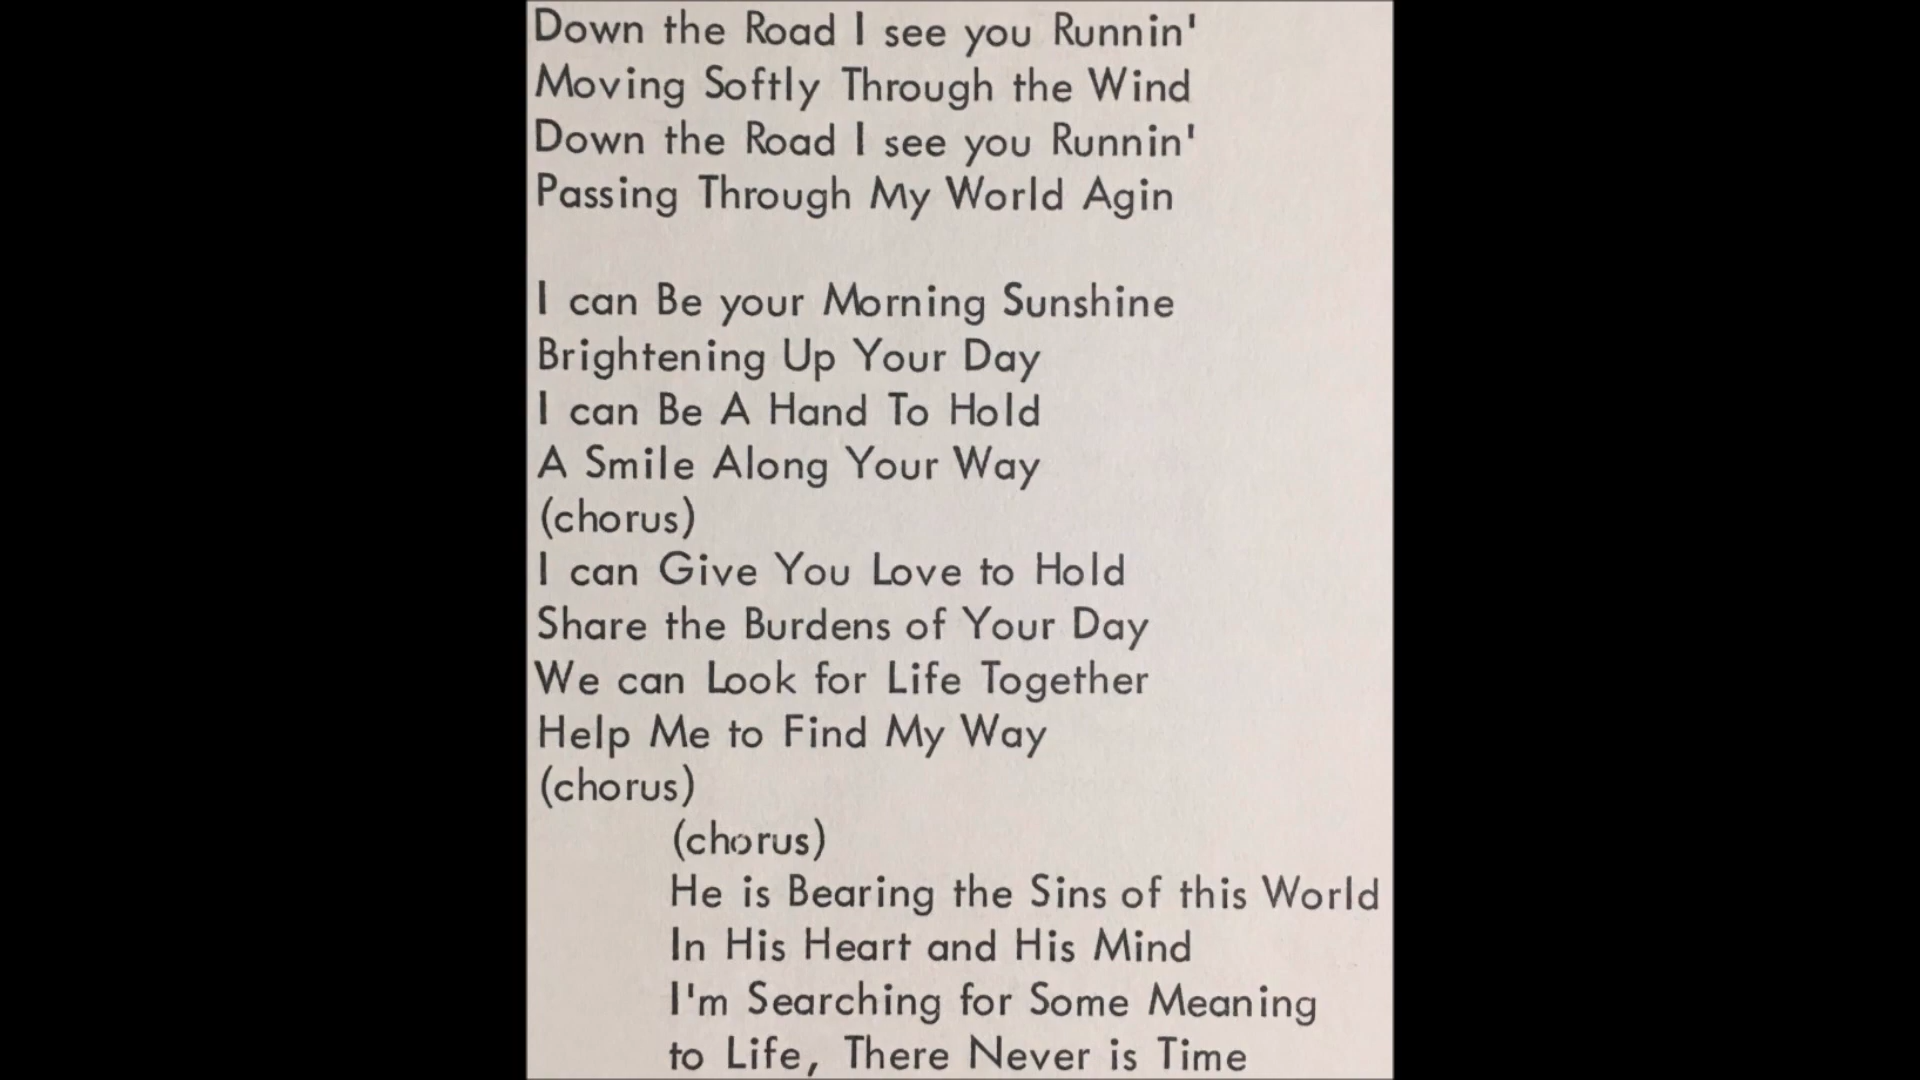 Down the Road I see you Runnin'
Moving Softly Through the Wind
Down the Road I see you Runnin'
Passing Through My World Agin
I can Be your Morning Sunshine
Brightening Up Your Day
I can Be A Hand To Hold
A Smile Along Your Way
(chorus)
I can Give You Love to Hold
Share the Burdens of Your Day
We can Look for Life Together
Help Me to Find My Way
(chorus)
(chorus)
He is Bearing the Sins of this World
In His Heart and His Mind
I'm Searching for Some Meaning
to Life, There Never is Time